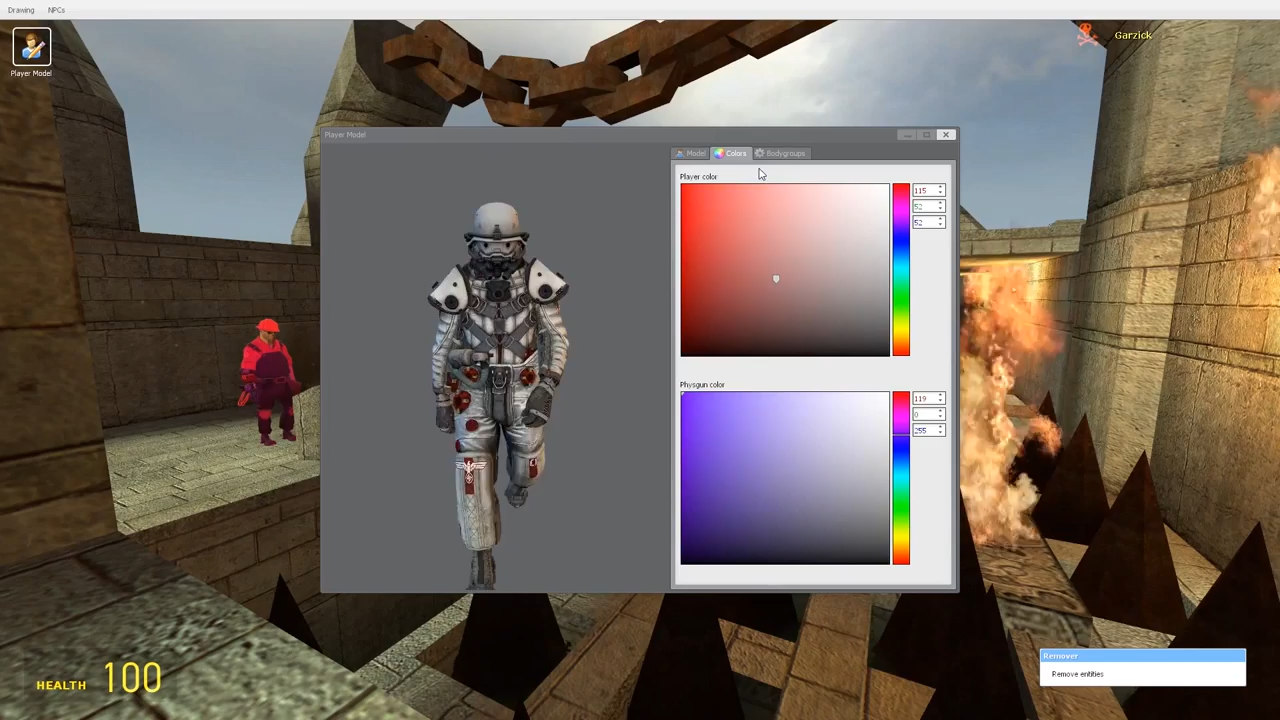 Drawing NPCs
Player Model
Garzick
Player Model
Model Colors Bodygroups
Player color
115
52
52
Physgun color
119
0
255
HEALTH 100
Remover
Remove entities